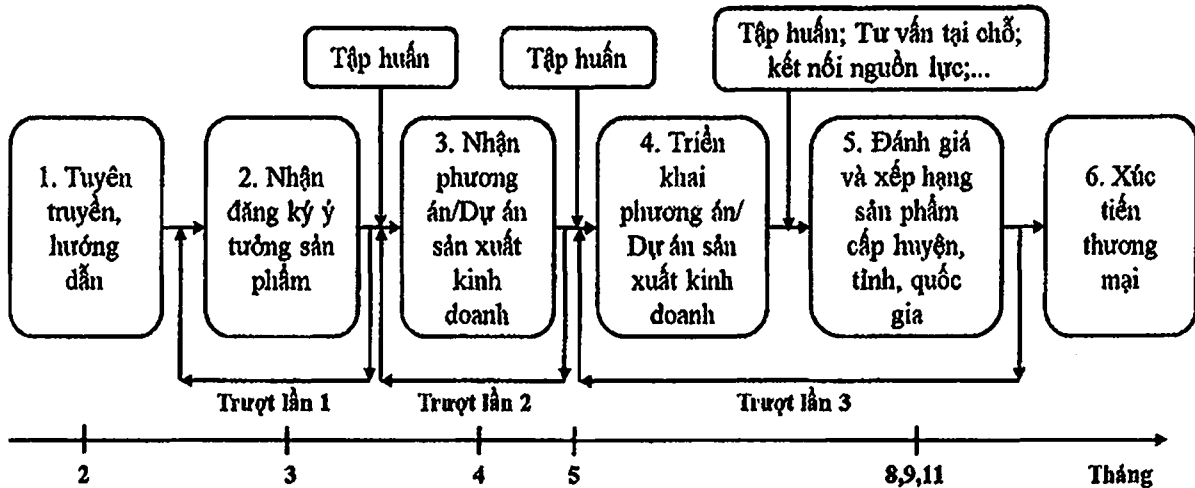 Tập huấn
Tập huấn
Tập huấn; Tư vấn tại chỗ;
kết nối nguồn lực;...
1. Tuyên
truyền,
hướng
dẫn
2. Nhận
đăng ký ý
tưởng sản
phẩm
3. Nhận
phương
án/Dự án
sản xuất
kinh
doanh
4. Triển
khai
phương án/
Dự án sản
xuất kinh
doanh
5. Đánh giá
và xếp hạng
sản phẩm
cấp huyện,
tỉnh, quốc
gia
6. Xúc
tiến
thương
mại
Trượt lần 1
Trượt lần 2
Trượt lần 3
2
3
4
5
8,9,11
Tháng